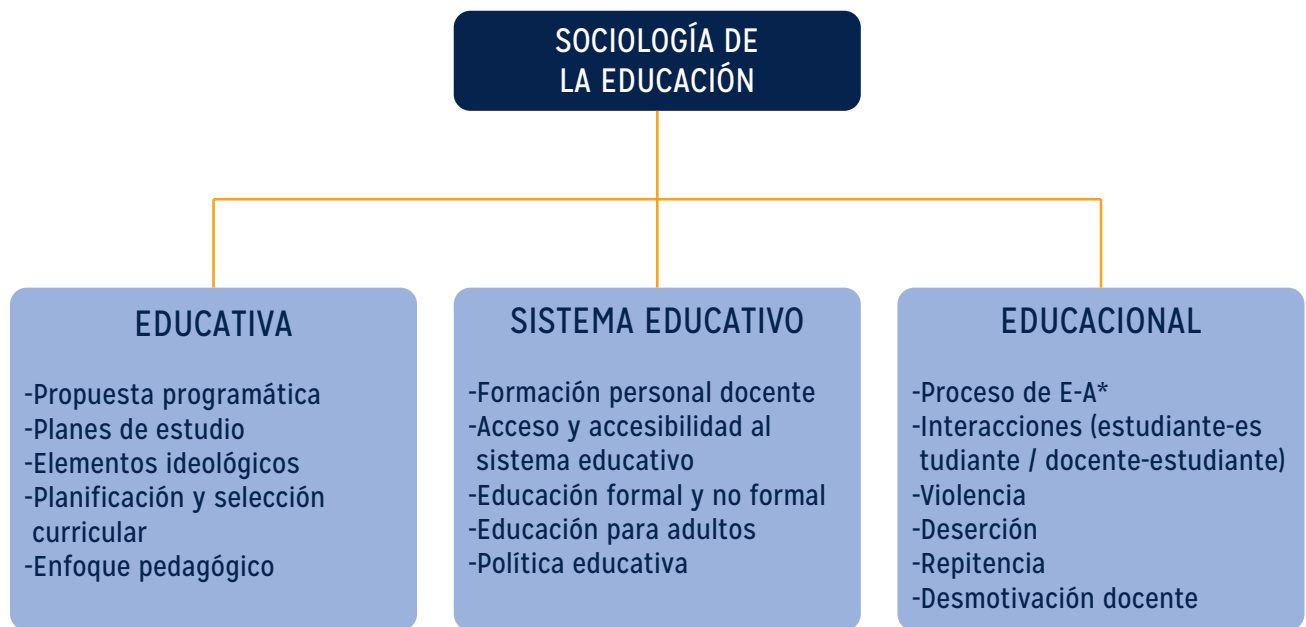 SOCIOLOGÍA DE
LA EDUCACIÓN
EDUCATIVA
-Propuesta programática
-Planes de estudio
-Elementos ideológicos
-Planificación y selección
curricular
-Enfoque pedagógico
SISTEMA EDUCATIVO
-Formación personal docente
-Acceso y accesibilidad al
sistema educativo
-Educación formal y no formal
-Educación para adultos
-Política educativa
EDUCACIONAL
-Proceso de E-A*
-Interacciones (estudiante-es
tudiante / docente-estudiante)
-Violencia
-Deserción
-Repitencia
-Desmotivación docente